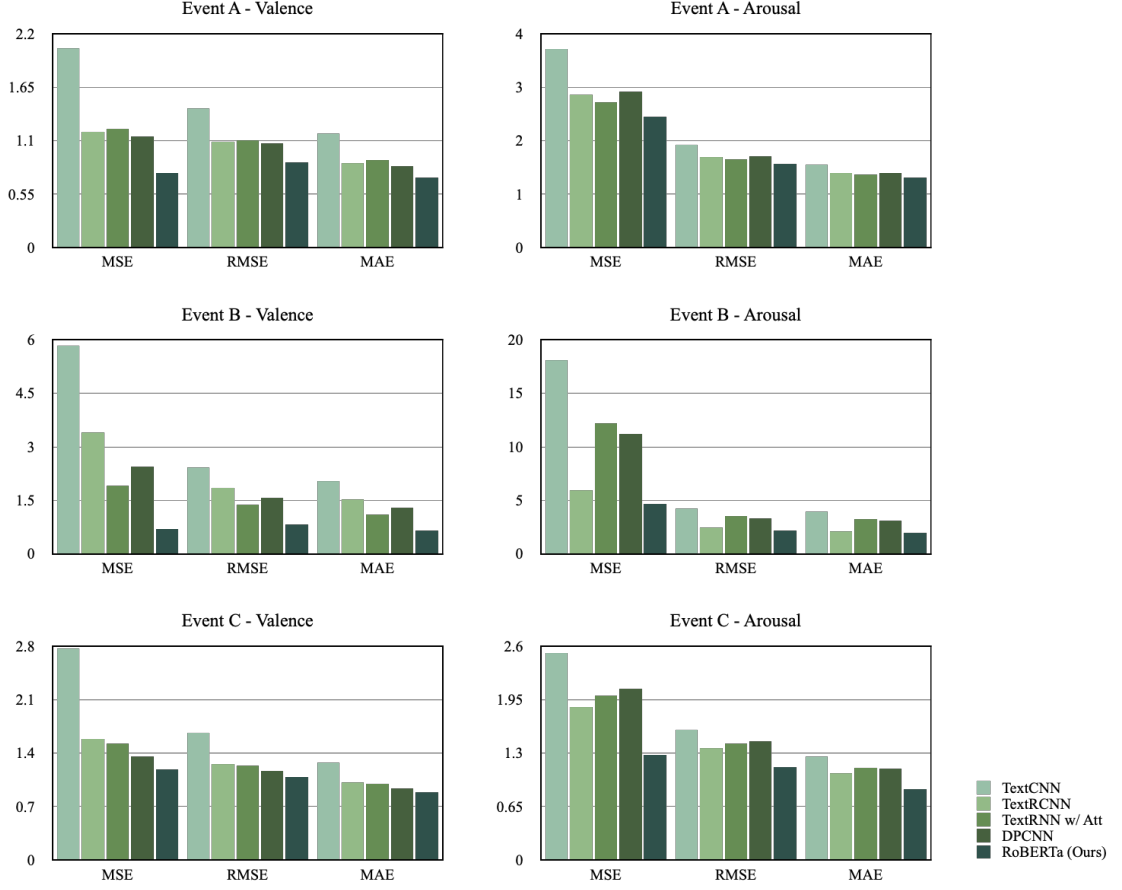 Event A - Valence
2.2
1.65
1.1
0.55
0
MSE RMSE MAE
Event A - Arousal
4
3
2
1
0
MSE RMSE MAE
Event B - Valence
6
4.5
3
1.5
0
MSE RMSE MAE
Event B - Arousal
20
15
10
5
0
MSE RMSE MAE
Event C - Valence
2.8
2.1
1.4
0.7
0
MSE RMSE MAE
Event C - Arousal
2.6
1.95
1.3
0.65
0
MSE RMSE MAE
TextCNN
TextRCNN
TextRNN w/ Att
DPCNN
RoBERTa (Ours)